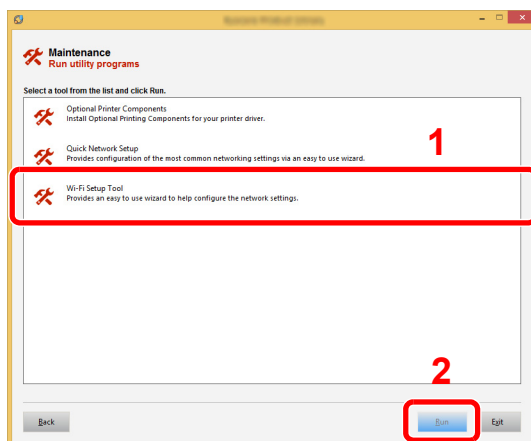 Maintenance
Run utility programs
Select a tool from the list and click Run.
Optional Printer Components
Install Optional Printing Components for your printer driver.
1
Quick Network Setup
Provides configuration of the most common networking settings via an easy to use wizard.
Wi-Fi Setup Tool
Provides an easy to use wizard to help configure the network settings.
2
Back
Run
Exit